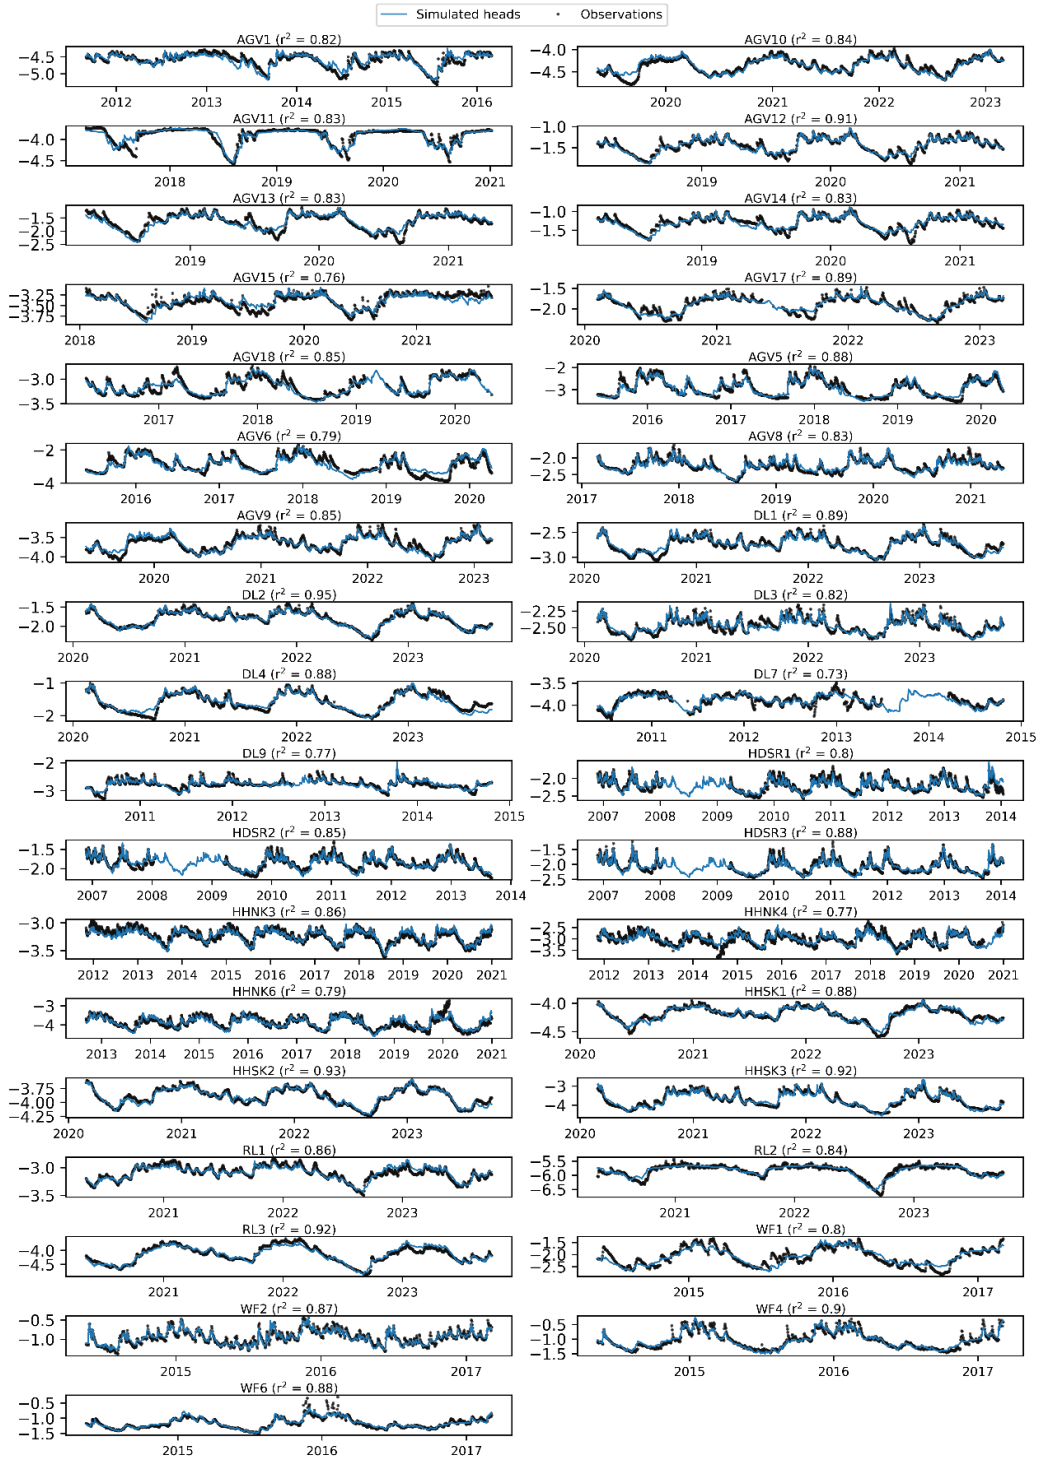 Simulated heads Observations
AGV1 (r² = 0.82)
−4.5
−5.0
2012 2013 2014 2015 2016
AGV10 (r² = 0.84)
−4.0
−4.5
2020 2021 2022 2023
AGV11 (r² = 0.83)
−4.0
−4.5
2018 2019 2020 2021
AGV12 (r² = 0.91)
−1.0
−1.5
2019 2020 2021
AGV13 (r² = 0.83)
−1.5
−2.0
−2.5
2019 2020 2021
AGV14 (r² = 0.83)
−1.0
−1.5
2019 2020 2021
AGV15 (r² = 0.76)
−3.25
−3.50
−3.75
2018 2019 2020 2021
AGV17 (r² = 0.89)
−1.5
−2.0
2020 2021 2022 2023
AGV18 (r² = 0.85)
−3.0
−3.5
2017 2018 2019 2020
AGV5 (r² = 0.88)
−2
−3
2016 2017 2018 2019 2020
AGV6 (r² = 0.79)
−2
−4
2016 2017 2018 2019 2020
AGV8 (r² = 0.83)
−2.0
−2.5
2017 2018 2019 2020 2021
AGV9 (r² = 0.85)
−3.5
−4.0
2020 2021 2022 2023
DL1 (r² = 0.89)
−2.5
−3.0
2020 2021 2022 2023
DL2 (r² = 0.95)
−1.5
−2.0
2020 2021 2022 2023
DL3 (r² = 0.82)
−2.25
−2.50
2020 2021 2022 2023
DL4 (r² = 0.88)
−1
−2
2020 2021 2022 2023
DL7 (r² = 0.73)
−3.5
−4.0
2011 2012 2013 2014 2015
DL9 (r² = 0.77)
−2
−3
2011 2012 2013 2014 2015
HDSR1 (r² = 0.8)
−2.0
−2.5
2007 2008 2009 2010 2011 2012 2013 2014
HDSR2 (r² = 0.85)
−1.5
−2.0
2007 2008 2009 2010 2011 2012 2013 2014
HDSR3 (r² = 0.88)
−1.5
−2.0
−2.5
2007 2008 2009 2010 2011 2012 2013 2014
HHNK3 (r² = 0.86)
−3.0
−3.5
2012 2013 2014 2015 2016 2017 2018 2019 2020 2021
HHNK4 (r² = 0.77)
−2.5
−3.0
−3.5
2012 2013 2014 2015 2016 2017 2018 2019 2020 2021
HHNK6 (r² = 0.79)
−3
−4
2013 2014 2015 2016 2017 2018 2019 2020 2021
HHSK1 (r² = 0.88)
−4.0
−4.5
2020 2021 2022 2023
HHSK2 (r² = 0.93)
−3.75
−4.00
−4.25
2020 2021 2022 2023
HHSK3 (r² = 0.92)
−3
−4
2020 2021 2022 2023
RL1 (r² = 0.86)
−3.0
−3.5
2021 2022 2023
RL2 (r² = 0.84)
−5.5
−6.0
−6.5
2021 2022 2023
RL3 (r² = 0.92)
−4.0
−4.5
2021 2022 2023
WF1 (r² = 0.8)
−1.5
−2.0
−2.5
2015 2016 2017
WF2 (r² = 0.87)
−0.5
−1.0
2015 2016 2017
WF4 (r² = 0.9)
−0.5
−1.0
−1.5
2015 2016 2017
WF6 (r² = 0.88)
−0.5
−1.0
−1.5
2015 2016 2017